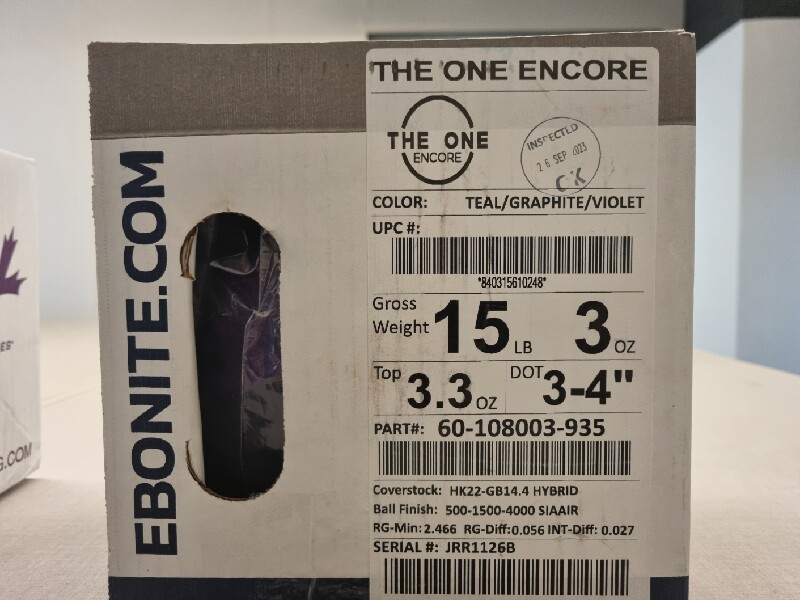 THE ONE ENCORE
THE ONE
ENCORE
INSPECTED
26 SEP 2023
CK
COLOR: TEAL/GRAPHITE/VIOLET
UPC #:
*840315610248*
Gross Weight 15 LB 3 OZ
Top 3.3 OZ DOT 3-4"
PART#: 60-108003-935
Coverstock: HK22-GB14.4 HYBRID
Ball Finish: 500-1500-4000 SIAAIR
RG-Min: 2.466 RG-Diff: 0.056 INT-Diff: 0.027
SERIAL #: JRR1126B
EBONITE.COM
.COM